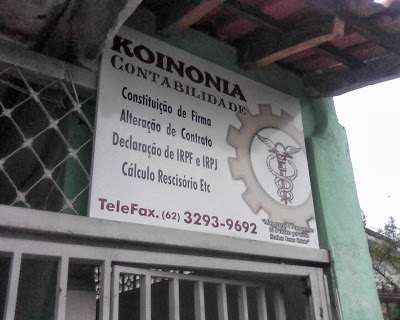 KOINONIA
CONTABILIDADE
Constituição de Firma
Alteração de Contrato
Declaração de IRPF e IRPJ
Cálculo Rescisório Etc
TeleFax. (62) 3293-9692